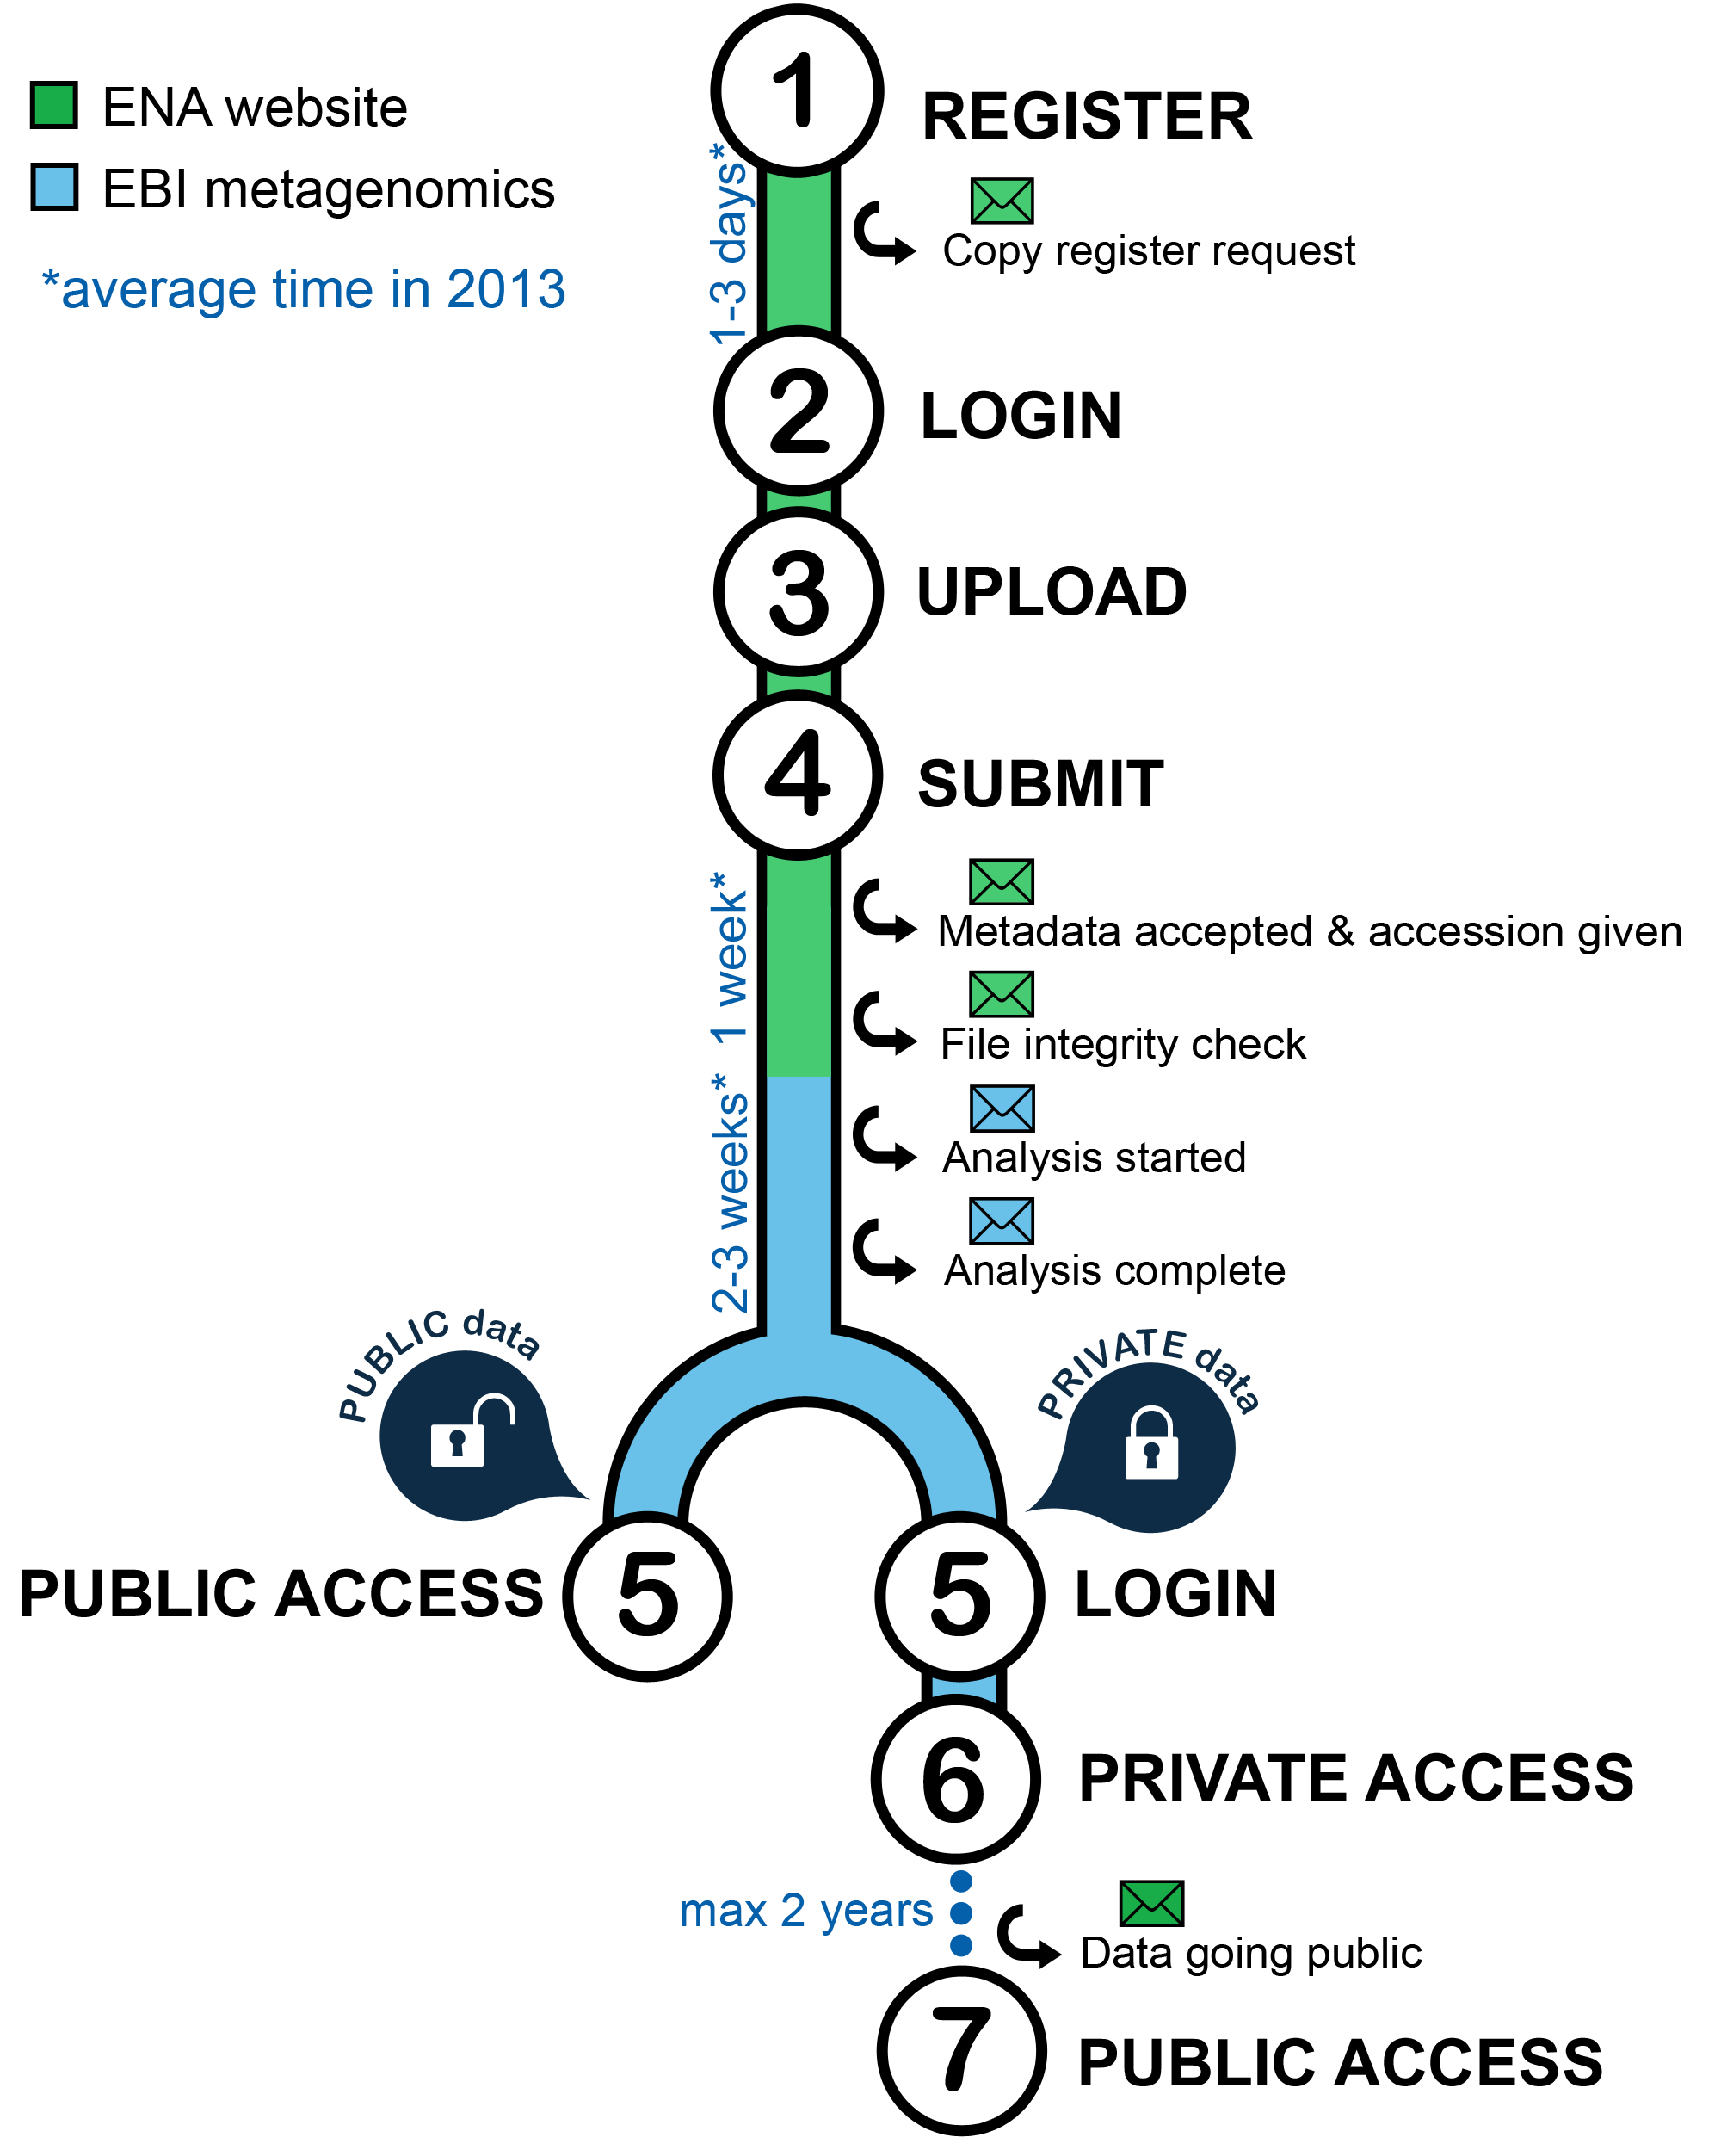 ENA website
EBI metagenomics
*average time in 2013
1
REGISTER
1-3 days*
Copy register request
2
LOGIN
3
UPLOAD
4
SUBMIT
1 week*
Metadata accepted & accession given
File integrity check
2-3 weeks*
Analysis started
Analysis complete
PUBLIC data
PRIVATE data
PUBLIC ACCESS
5
5
LOGIN
6
PRIVATE ACCESS
max 2 years
Data going public
7
PUBLIC ACCESS